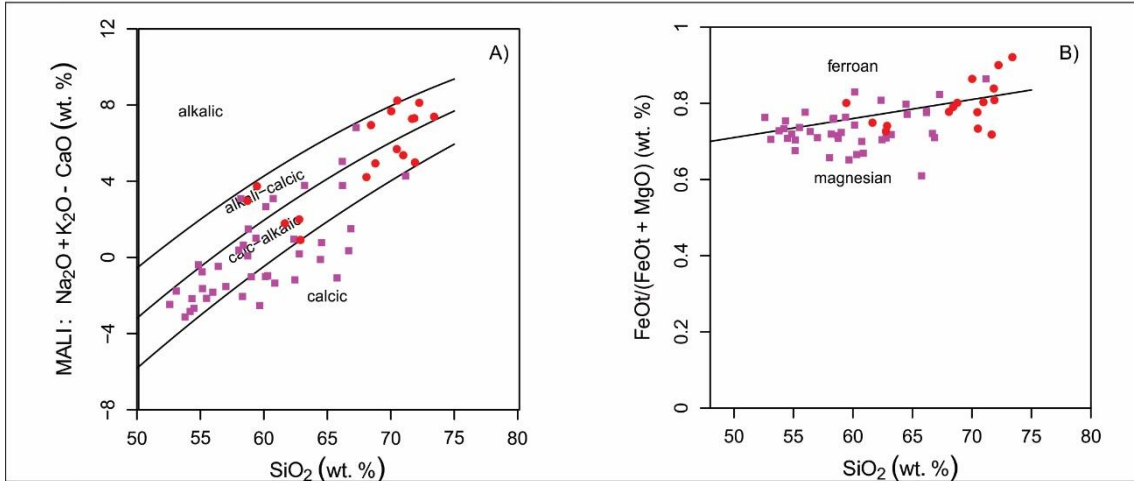 A)
alkalic
alkali-calcic
calc-alkalic
calcic
12
8
4
0
−4
−8
50
55
60
65
70
75
80
SiO₂ (wt. %)
MALI: Na₂O + K₂O - CaO (wt. %)
B)
ferroan
magnesian
1
0.8
0.6
0.4
0.2
0
50
55
60
65
70
75
80
SiO₂ (wt. %)
FeOt/(FeOt + MgO) (wt. %)